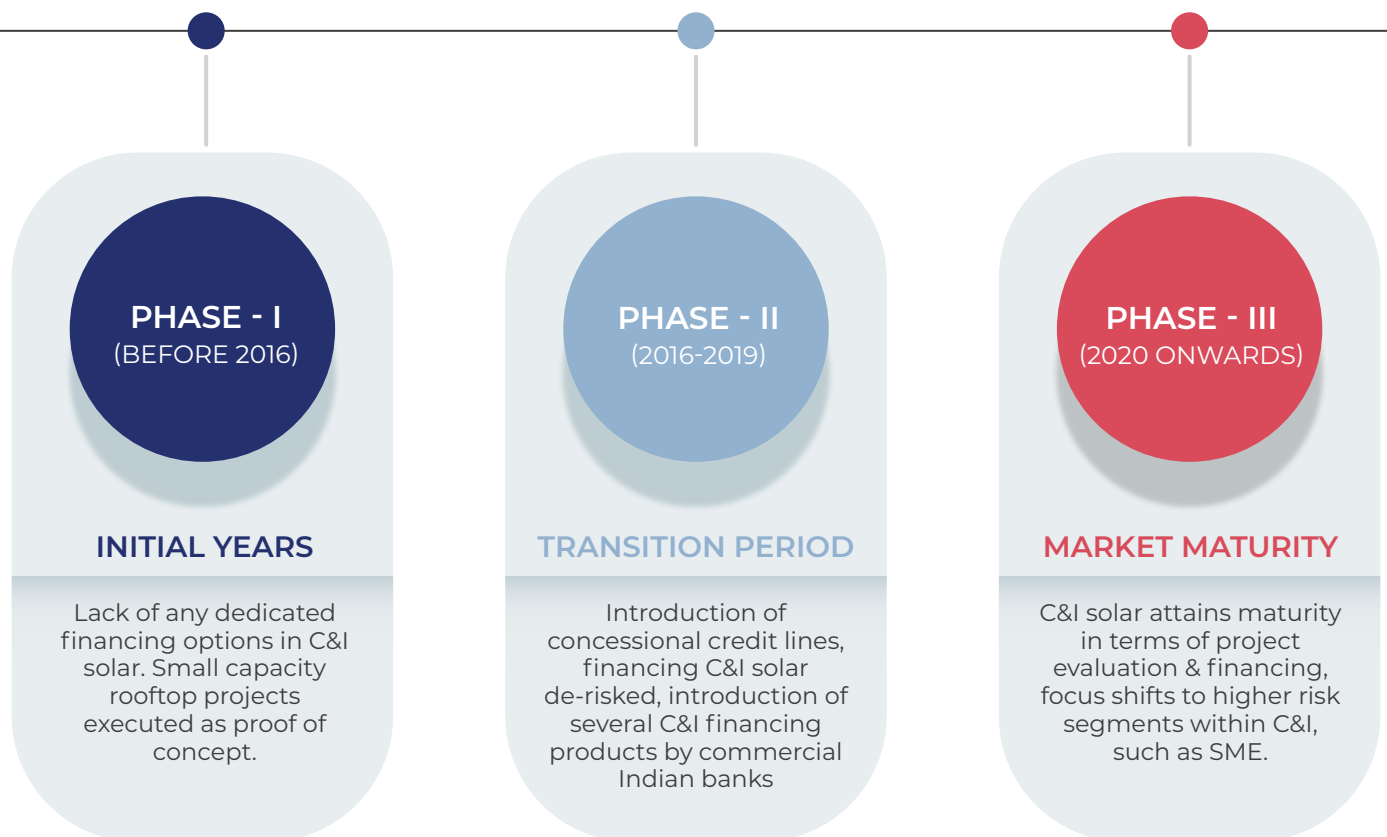 PHASE - I
(BEFORE 2016)
INITIAL YEARS
Lack of any dedicated
financing options in C&I
solar. Small capacity
rooftop projects
executed as proof of
concept.
PHASE - II
(2016-2019)
TRANSITION PERIOD
Introduction of
concessional credit lines,
financing C&I solar
de-risked, introduction of
several C&I financing
products by commercial
Indian banks
PHASE - III
(2020 ONWARDS)
MARKET MATURITY
C&I solar attains maturity
in terms of project
evaluation & financing,
focus shifts to higher risk
segments within C&I,
such as SME.